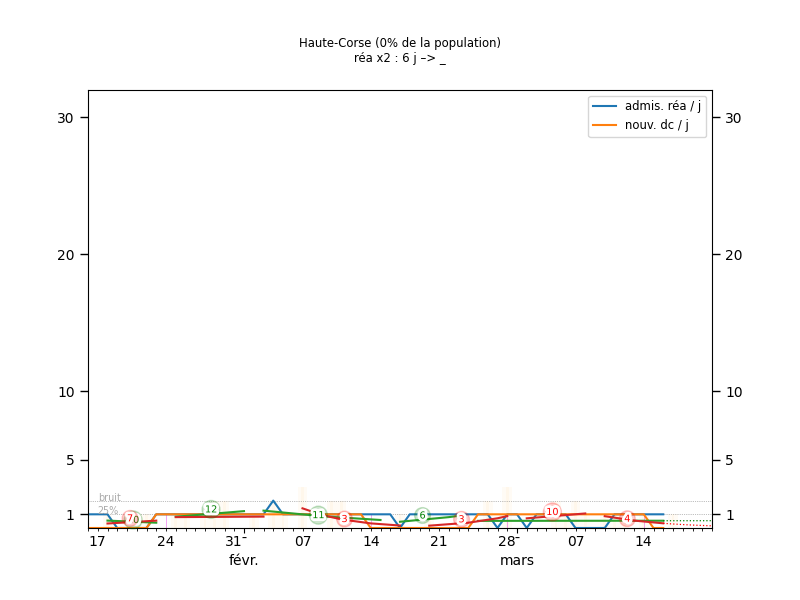 Haute-Corse (0% de la population)
réa x2 : 6 j –> _
admis. réa / j
nouv. dc / j
30 30
20 20
10 10
5 5
1 1
bruit
25%
12 11 3 6 3 10 4
17 24 31 07 14 21 28 07 14
févr. mars